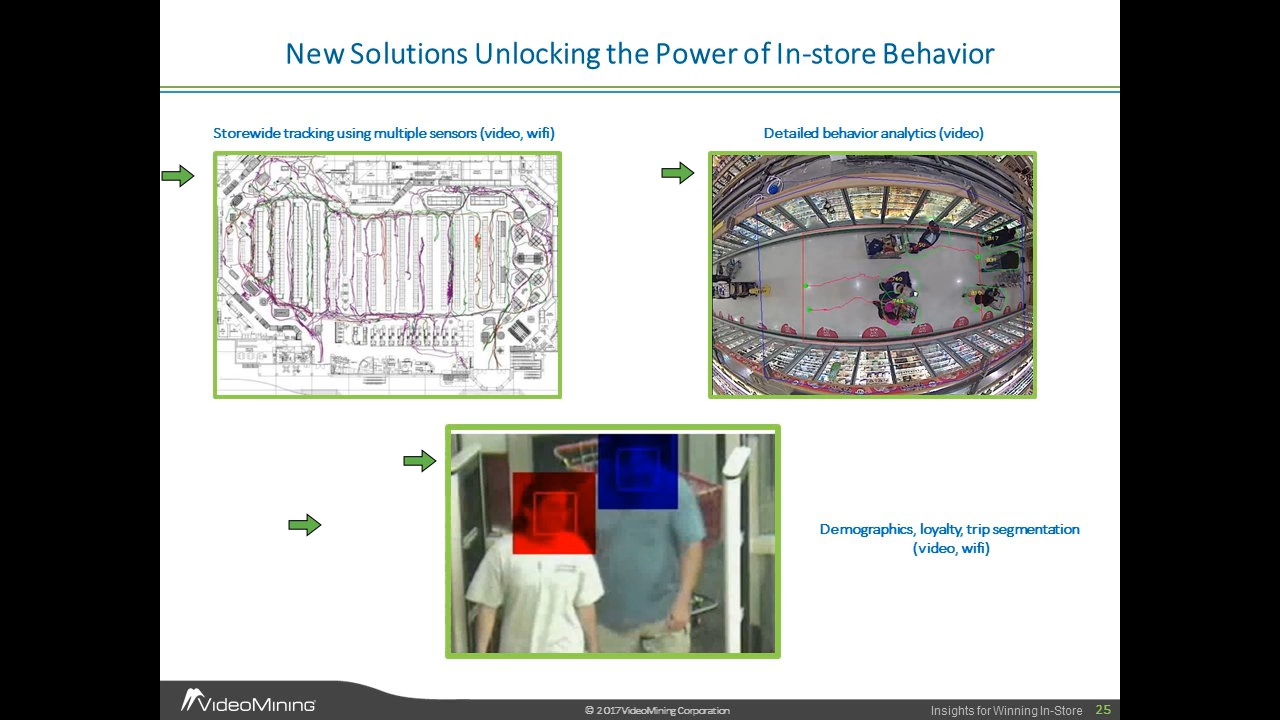 New Solutions Unlocking the Power of In-store Behavior
Storewide tracking using multiple sensors (video, wifi)
Detailed behavior analytics (video)
760
Demographics, loyalty, trip segmentation
(video, wifi)
VideoMining
© 2017 VideoMining Corporation
Insights for Winning In-Store
25